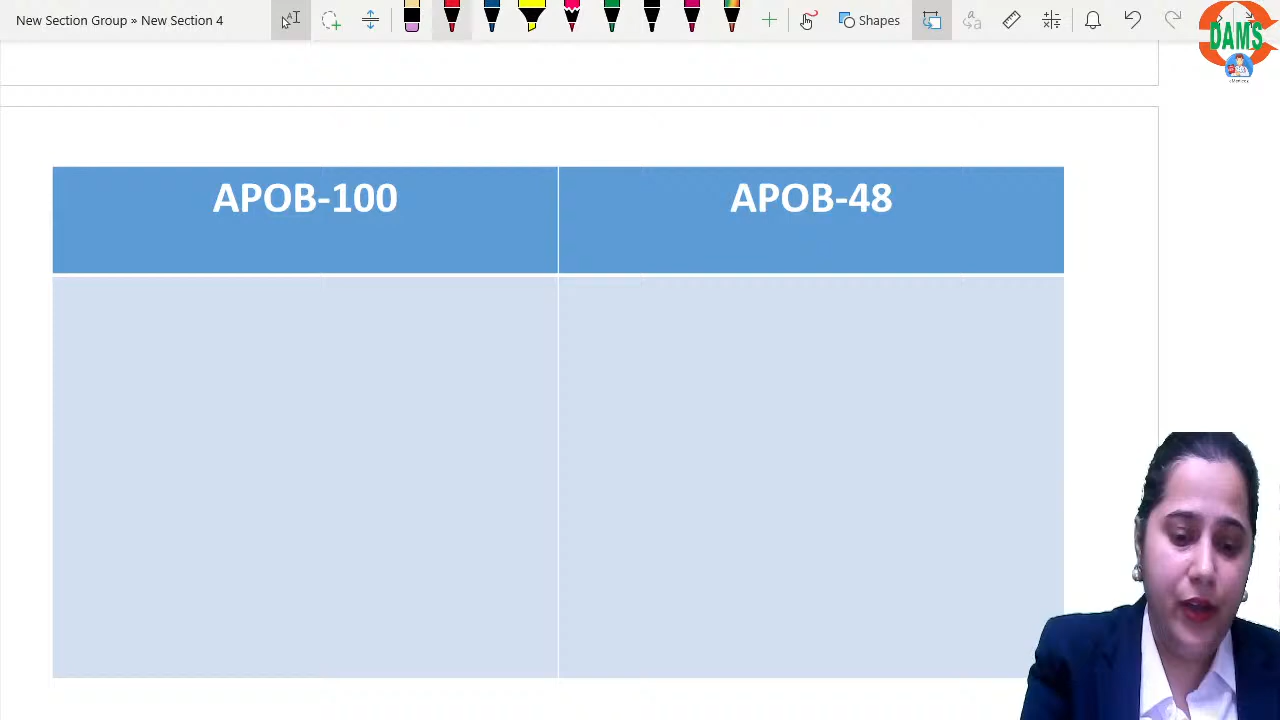 New Section Group » New Section 4
Shapes
DAMS
APOB-100
APOB-48